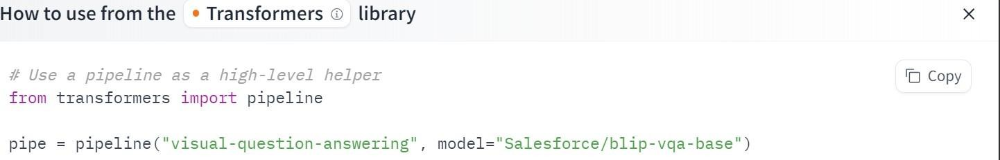 How to use from the Transformers library
# Use a pipeline as a high-level helper
Copy
from transformers import pipeline
pipe = pipeline("visual-question-answering", model="Salesforce/blip-vqa-base")